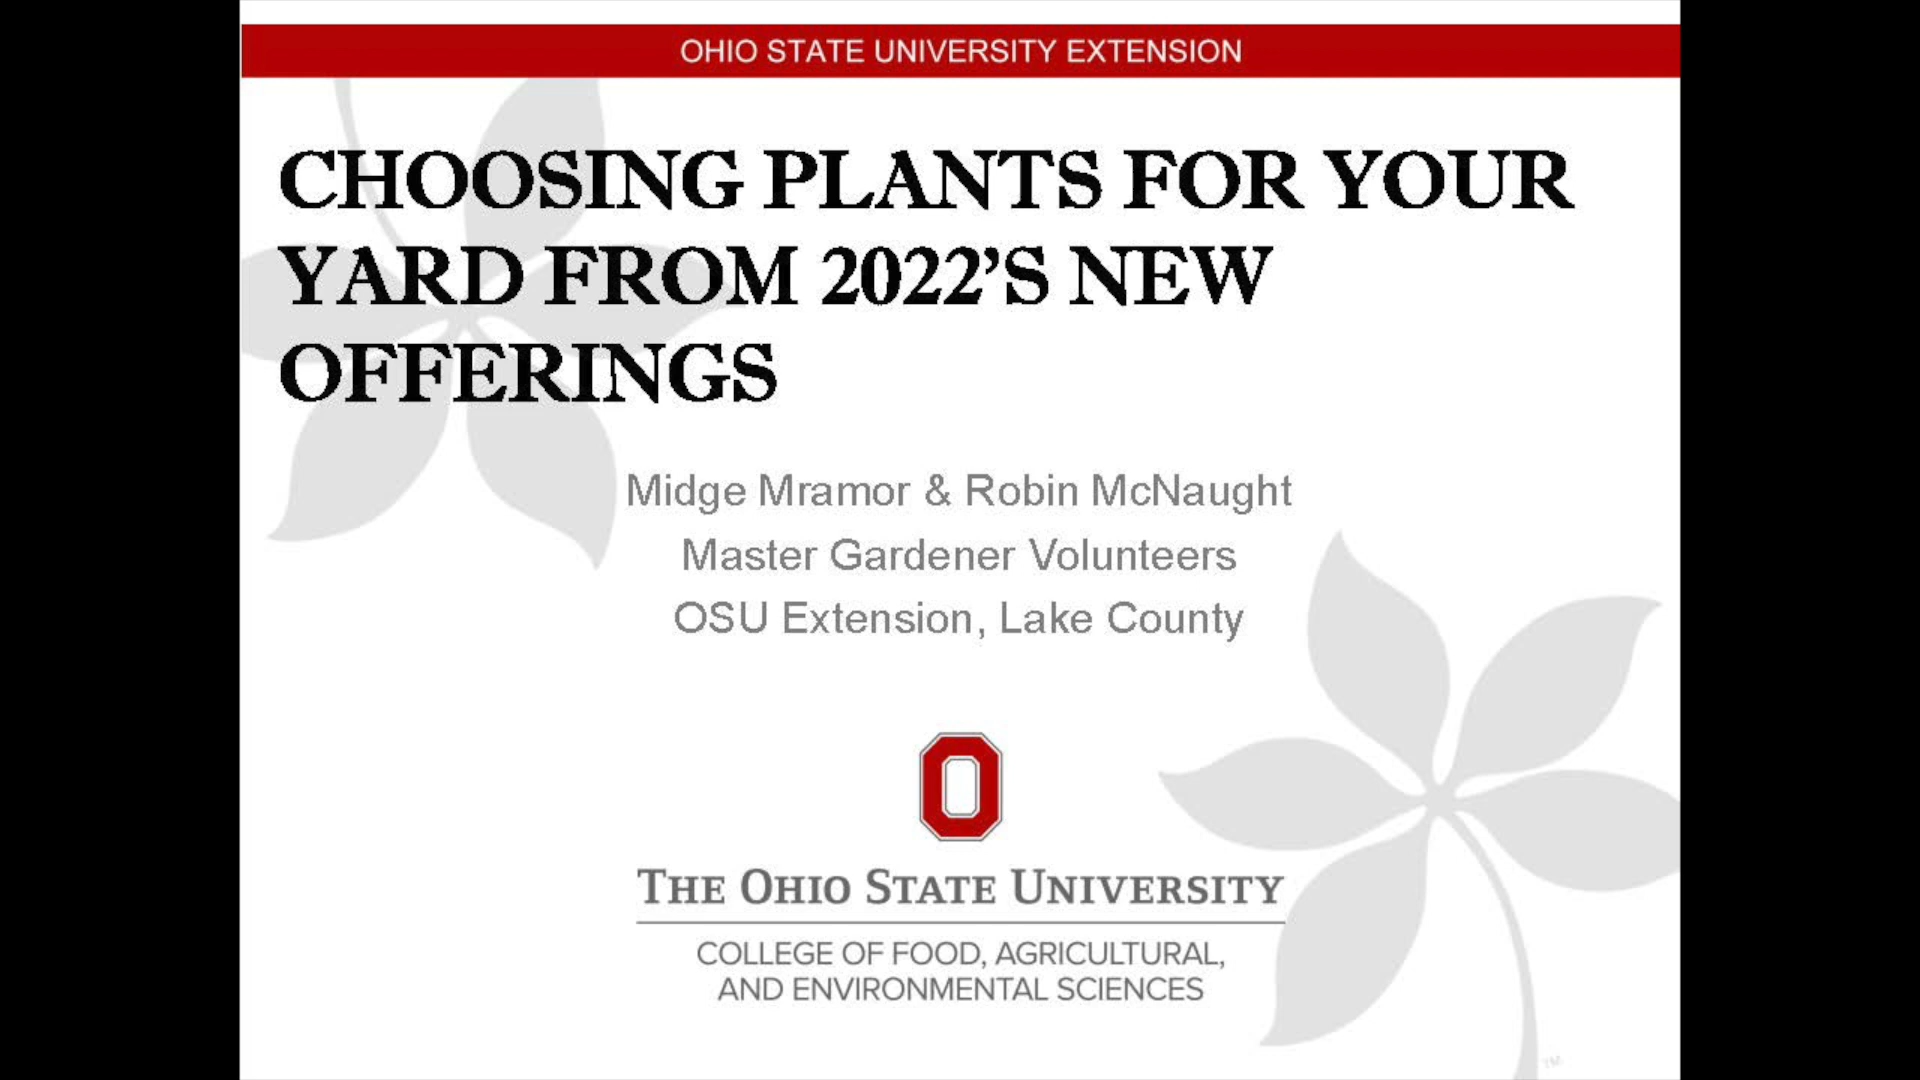 OHIO STATE UNIVERSITY EXTENSION
CHOOSING PLANTS FOR YOUR
YARD FROM 2022’S NEW
OFFERINGS
Midge Mramor & Robin McNaught
Master Gardener Volunteers
OSU Extension, Lake County
O
THE OHIO STATE UNIVERSITY
COLLEGE OF FOOD, AGRICULTURAL,
AND ENVIRONMENTAL SCIENCES
TM